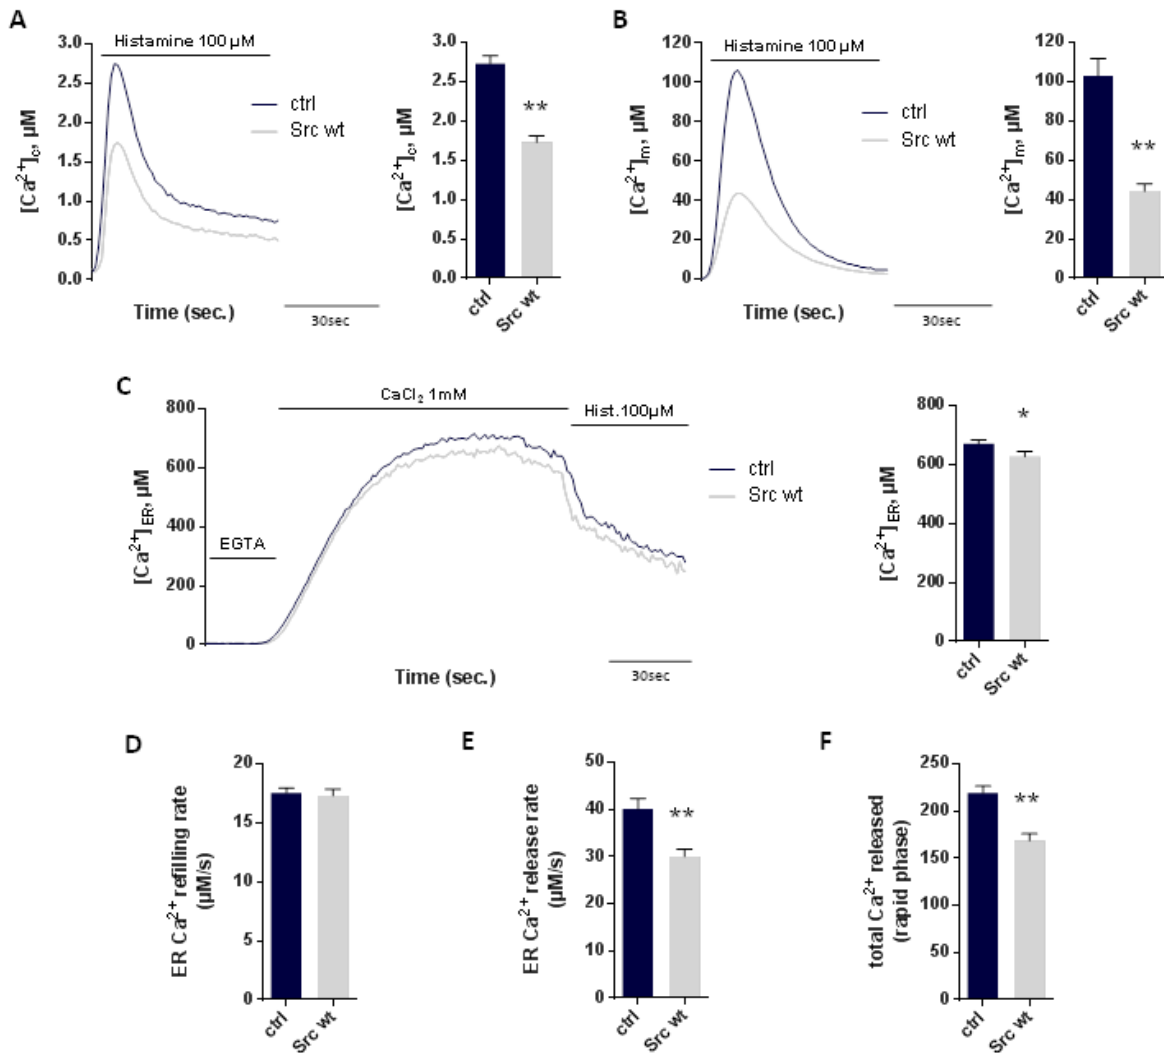 A
Histamine 100 µM
3.0
2.5
2.0
1.5
1.0
0.5
0.0
[Ca²⁺]c, µM
ctrl
Src wt
Time (sec.)
30sec
3.0
2.5
2.0
1.5
1.0
0.5
0.0
[Ca²⁺]c, µM
**
ctrl
Src wt
B
Histamine 100 µM
120
100
80
60
40
20
0
[Ca²⁺]m, µM
ctrl
Src wt
Time (sec.)
30sec
120
100
80
60
40
20
0
[Ca²⁺]m, µM
**
ctrl
Src wt
C
CaCl₂ 1mM
Hist.100µM
EGTA
800
600
400
200
0
[Ca²⁺]ER, µM
ctrl
Src wt
Time (sec.)
30sec
800
600
400
200
0
[Ca²⁺]ER, µM
*
ctrl
Src wt
D
20
15
10
5
0
ER Ca²⁺ refilling rate
(µM/s)
ctrl
Src wt
E
50
40
30
20
10
0
ER Ca²⁺ release rate
(µM/s)
**
ctrl
Src wt
F
250
200
150
100
50
0
total Ca²⁺ released
(rapid phase)
**
ctrl
Src wt